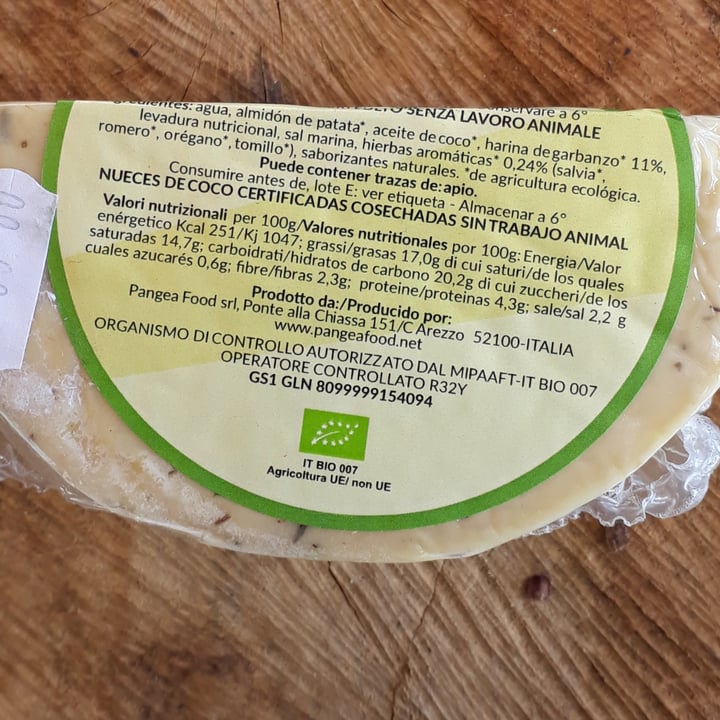 SENZA LAVORO ANIMALE
agua, almidón de patata*, aceite de coco*, harina de garbanzo* 11%,
levadura nutricional, sal marina, hierbas aromáticas* 0,24% (salvia*,
romero*, orégano*, tomillo*), saborizantes naturales. *de agricultura ecológica.
Puede contener trazas de:apio.
Consumire antes de, lote E: ver etiqueta - Almacenar a 6°
NUECES DE COCO CERTIFICADAS COSECHADAS SIN TRABAJO ANIMAL
Valori nutrizionali per 100g/Valores nutritionales por 100g: Energia/Valor
enérgetico Kcal 251/Kj 1047; grassi/grasas 17,0g di cui saturi/de los quales
saturadas 14,7g; carboidrati/hidratos de carbono 20,2g di cui zuccheri/de los
cuales azucarés 0,6g; fibre/fibras 2,3g; proteine/proteinas 4,3g; sale/sal 2,2 g
Prodotto da:/Producido por:
Pangea Food srl, Ponte alla Chiassa 151/C Arezzo 52100-ITALIA
www.pangeafood.net
ORGANISMO DI CONTROLLO AUTORIZZATO DAL MIPAAFT-IT BIO 007
OPERATORE CONTROLLATO R32Y
GS1 GLN 8099999154094
IT BIO 007
Agricoltura UE/ non UE